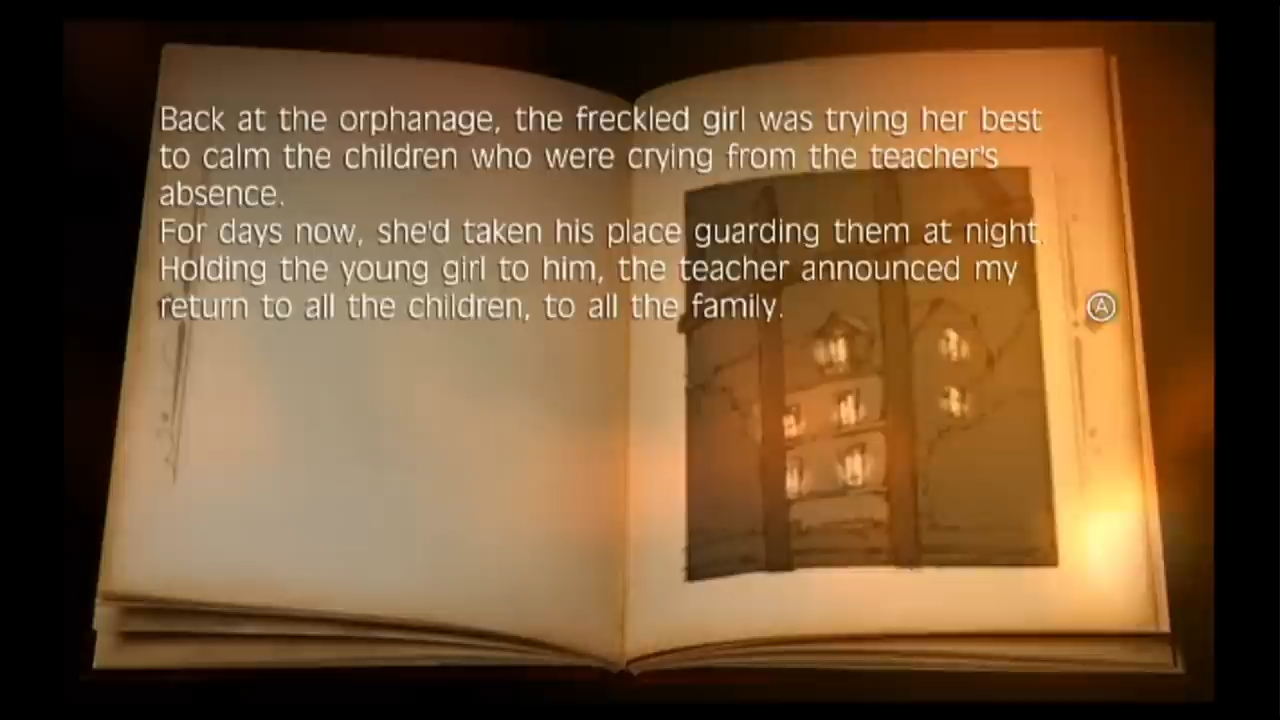 Back at the orphanage, the freckled girl was trying her best
to calm the children who were crying from the teacher's
absence.
For days now, she'd taken his place guarding them at night.
Holding the young girl to him, the teacher announced my
return to all the children, to all the family.
A